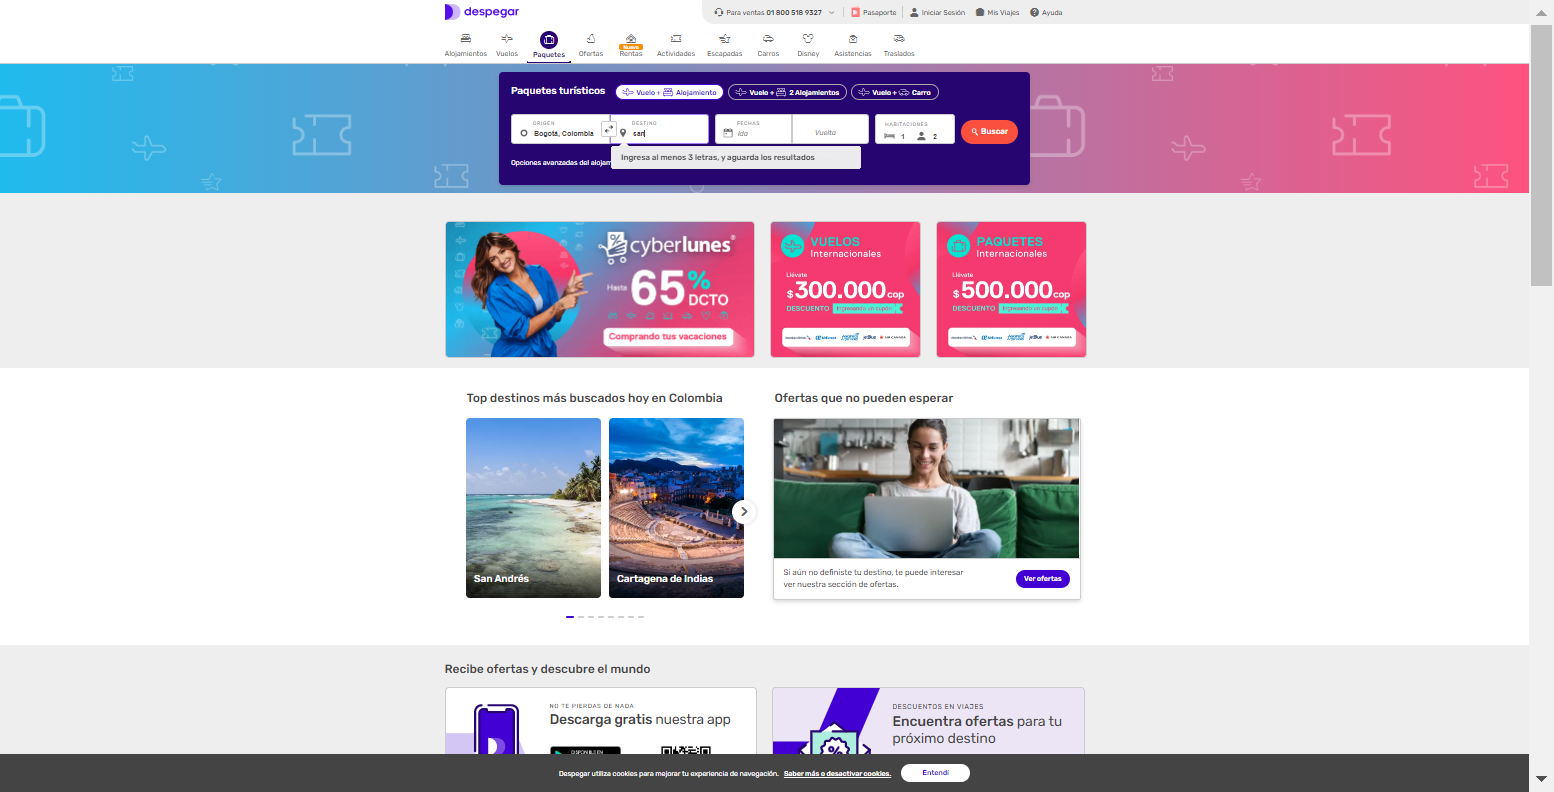 despegar
Para ventas 01 800 518 9327
Pasaporte
Iniciar Sesión
Mis Viajes
Ayuda
Alojamientos
Vuelos
Paquetes
Ofertas
Nuevo
Rentas
Actividades
Escapadas
Carros
Disney
Asistencias
Traslados
Paquetes turísticos
Vuelo + Alojamiento
Vuelo + 2 Alojamientos
Vuelo + Carro
ORIGEN
Bogotá, Colombia
DESTINO
san
FECHAS
Ida
Vuelta
HABITACIONES
1
2
Buscar
Ingresa al menos 3 letras, y aguarda los resultados
Opciones avanzadas del alojam
cyberlunes®
Hasta 65% DCTO
Comprando tus vacaciones
VUELOS
Internacionales
Llévate
$300.000 cop
DESCUENTO Ingresando un cupón
PAQUETES
Internacionales
Llévate
$500.000 cop
DESCUENTO Ingresando un cupón
Top destinos más buscados hoy en Colombia
San Andrés
Cartagena de Indias
Ofertas que no pueden esperar
Si aún no definiste tu destino, te puede interesar
ver nuestra sección de ofertas.
Ver ofertas
Recibe ofertas y descubre el mundo
NO TE PIERDAS DE NADA
Descarga gratis nuestra app
DISPONIBLE EN
DESCUENTOS EN VIAJES
Encuentra ofertas para tu
próximo destino
Despegar utiliza cookies para mejorar tu experiencia de navegación. Saber más o desactivar cookies.
Entendí